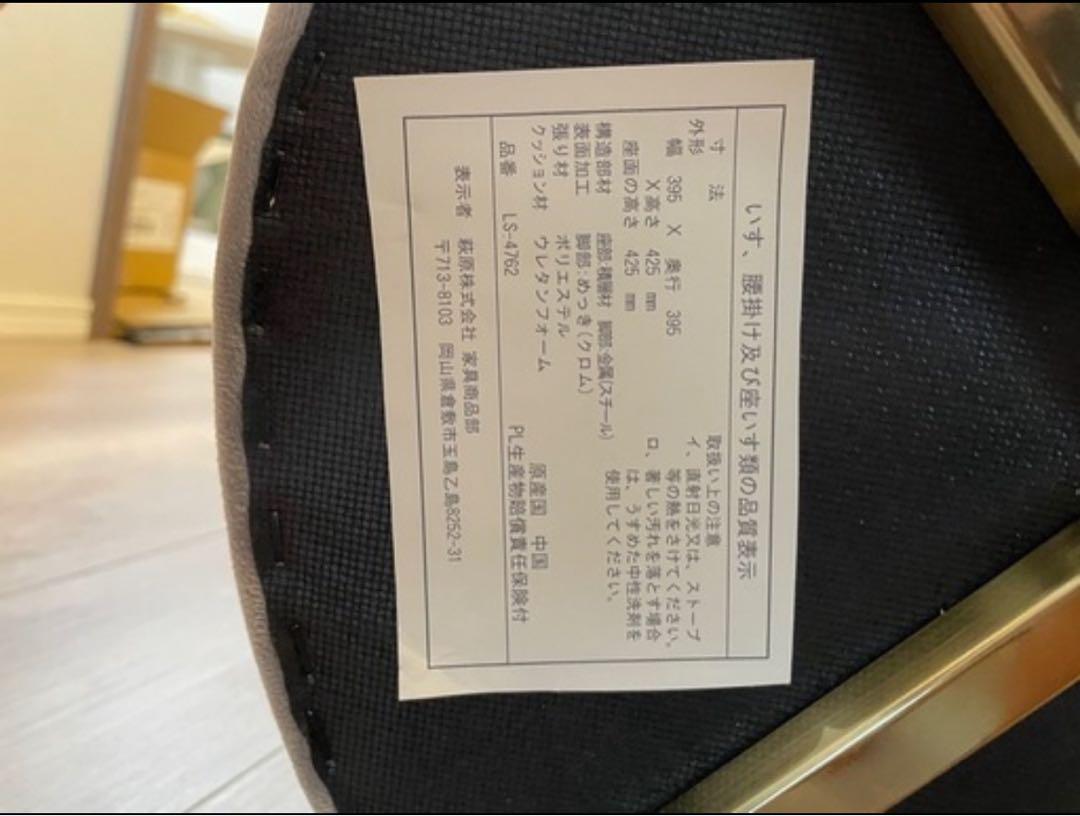 いす、腰掛け及び座いす類の品質表示
寸　法
外形　幅　395　X　奥行　395
X高さ　425　mm
座面の高さ　425　mm
構造部材　座部:積層材　脚部:金属(スチール)
表面加工　脚部:めっき(クロム)
張り材　ポリエステル
クッション材　ウレタンフォーム
取扱い上の注意
イ、直射日光又は、ストーブ
等の熱をさけてください。
ロ、著しい汚れを落とす場合
は、うすめた中性洗剤を
使用してください。
原産国　中国
品番　LS-4762　PL生産物賠償責任保険付
表示者　萩原株式会社　家具商品部
〒713-8103　岡山県倉敷市玉島乙島8252-31